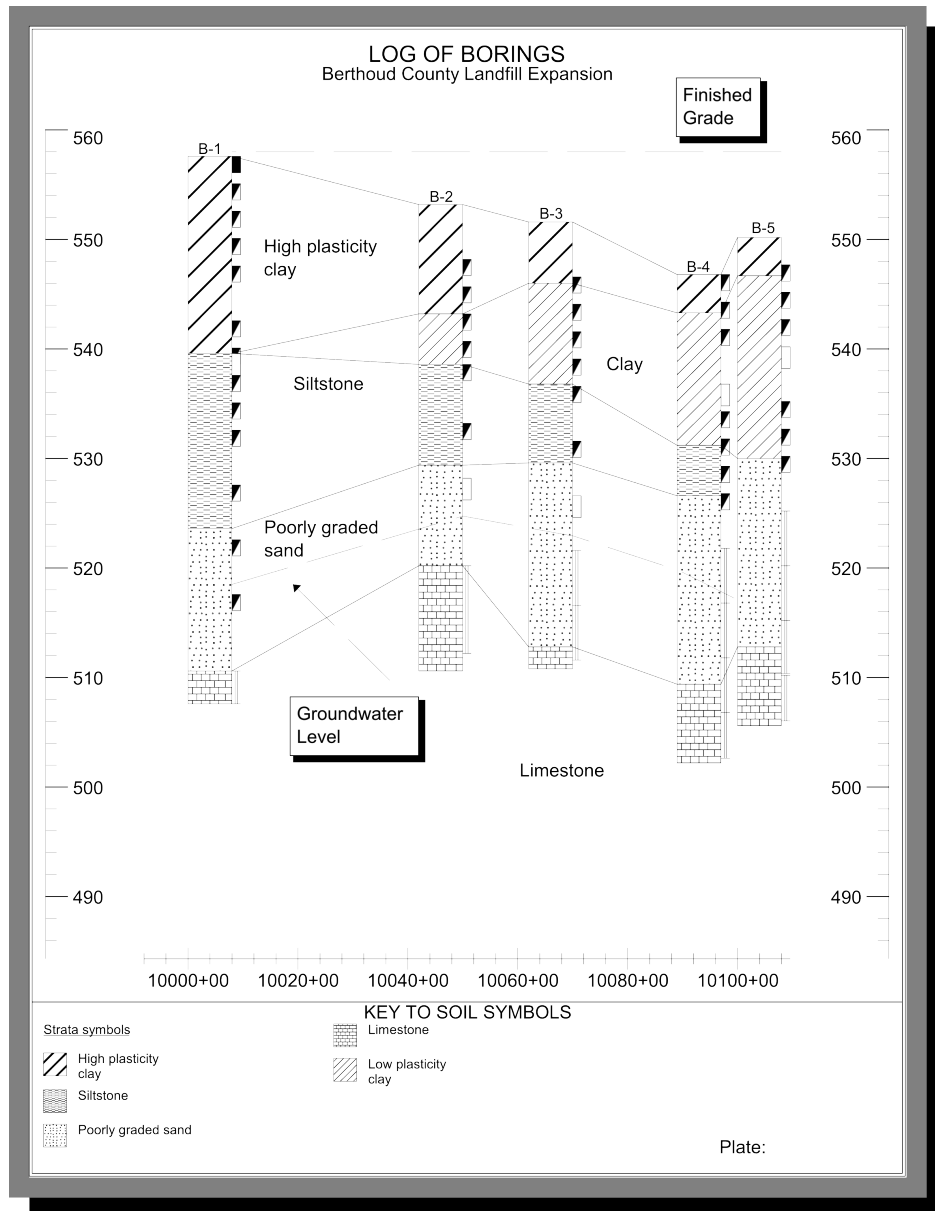 LOG OF BORINGS
Berthoud County Landfill Expansion
Finished
Grade
560
560
B-1
B-2
B-3
B-5
550
High plasticity
clay
550
B-4
540
540
Siltstone
Clay
530
530
Poorly graded
sand
520
520
510
510
Groundwater
Level
Limestone
500
500
490
490
10000+00 10020+00 10040+00 10060+00 10080+00 10100+00
KEY TO SOIL SYMBOLS
Strata symbols
High plasticity
clay
Siltstone
Poorly graded sand
Limestone
Low plasticity
clay
Plate: